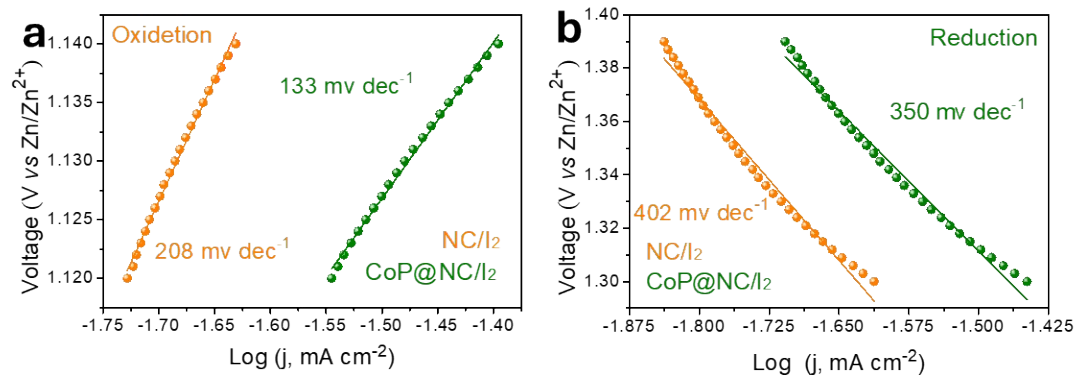 a
Oxidetion
133 mv dec⁻¹
208 mv dec⁻¹
NC/I₂
CoP@NC/I₂
Voltage (V vs Zn/Zn²⁺)
1.140
1.135
1.130
1.125
1.120
-1.75 -1.70 -1.65 -1.60 -1.55 -1.50 -1.45 -1.40
Log (j, mA cm⁻²)
b
Reduction
350 mv dec⁻¹
402 mv dec⁻¹
NC/I₂
CoP@NC/I₂
Voltage (V vs Zn/Zn²⁺)
1.40
1.38
1.36
1.34
1.32
1.30
-1.875 -1.800 -1.725 -1.650 -1.575 -1.500 -1.425
Log (j, mA cm⁻²)